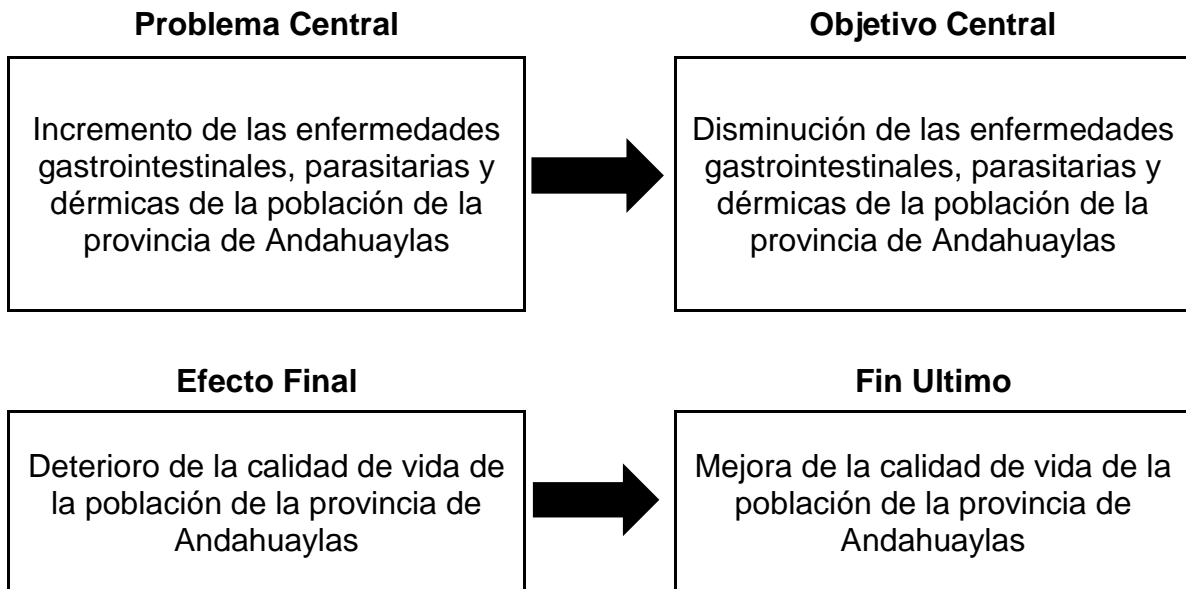 Problema Central
Objetivo Central
Incremento de las enfermedades
gastrointestinales, parasitarias y
dérmicas de la población de la
provincia de Andahuaylas
Disminución de las enfermedades
gastrointestinales, parasitarias y
dérmicas de la población de la
provincia de Andahuaylas
Efecto Final
Fin Ultimo
Deterioro de la calidad de vida de
la población de la provincia de
Andahuaylas
Mejora de la calidad de vida de la
población de la provincia de
Andahuaylas